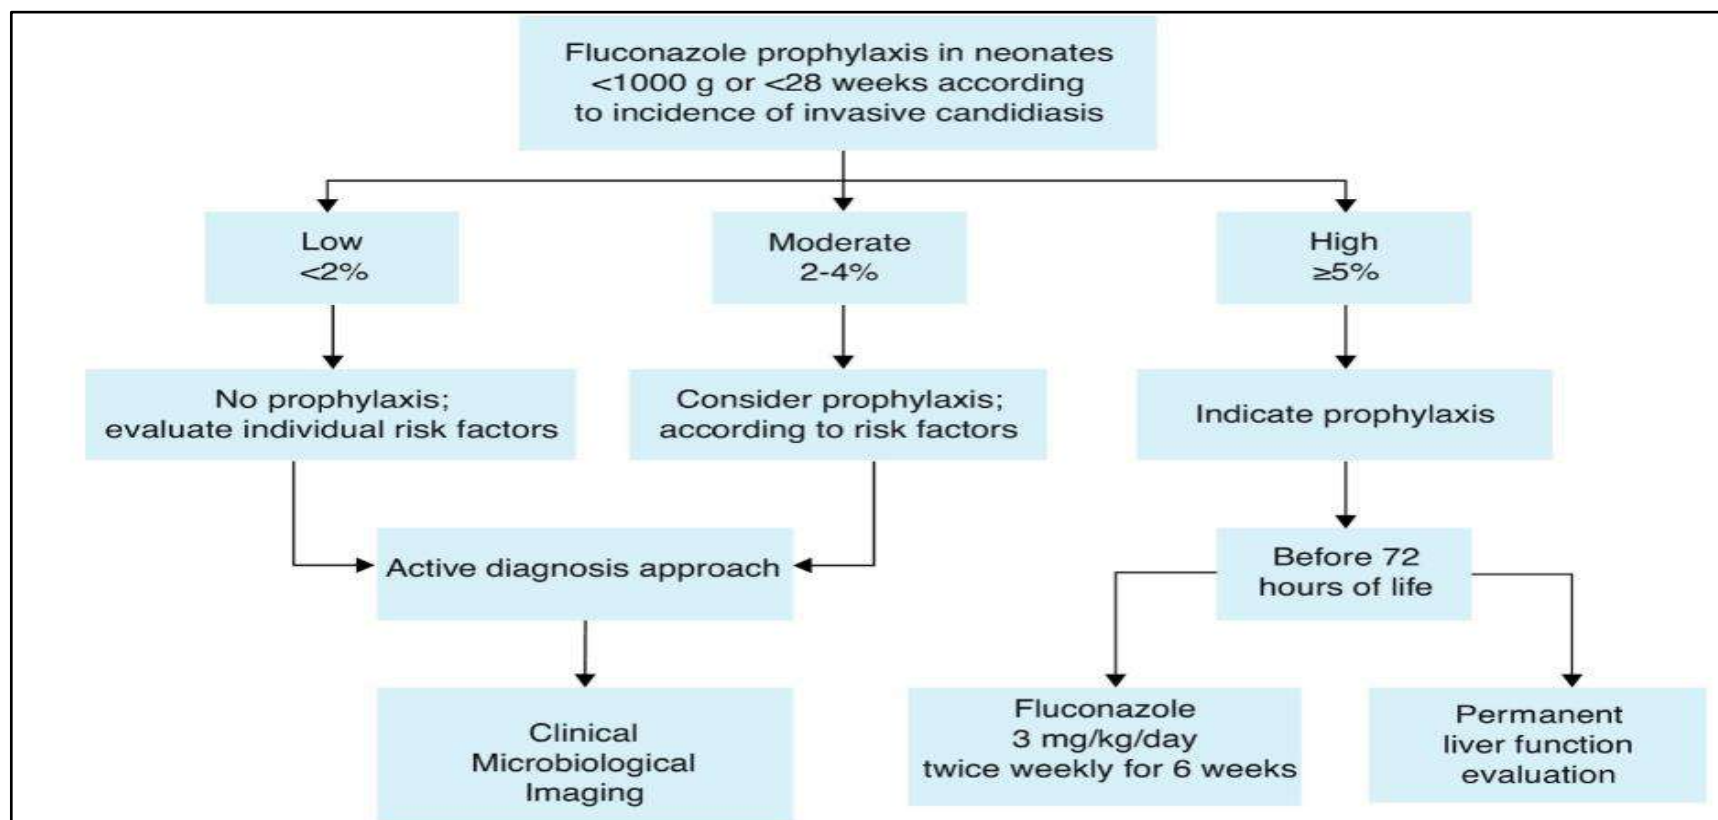 Fluconazole prophylaxis in neonates
<1000 g or <28 weeks according
to incidence of invasive candidiasis
Low
<2%
Moderate
2-4%
High
≥5%
No prophylaxis;
evaluate individual risk factors
Consider prophylaxis;
according to risk factors
Indicate prophylaxis
Active diagnosis approach
Before 72
hours of life
Clinical
Microbiological
Imaging
Fluconazole
3 mg/kg/day
twice weekly for 6 weeks
Permanent
liver function
evaluation